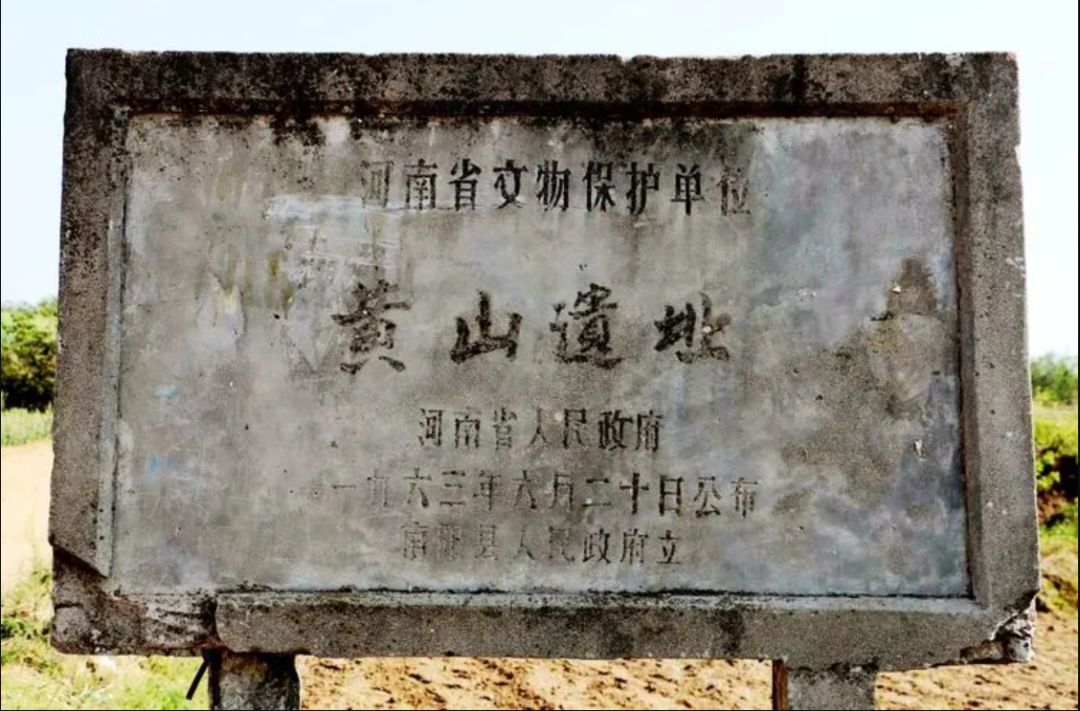 河南省文物保护单位
黄山遺址
河南省人民政府
一九六三年六月二十日公布
南阳县人民政府立